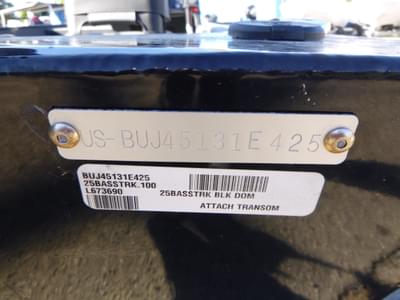 US-BUJ45131E425
BUJ45131E425
25BASSTRK.100
L673690
25BASSTRK BLK DOM
ATTACH TRANSOM